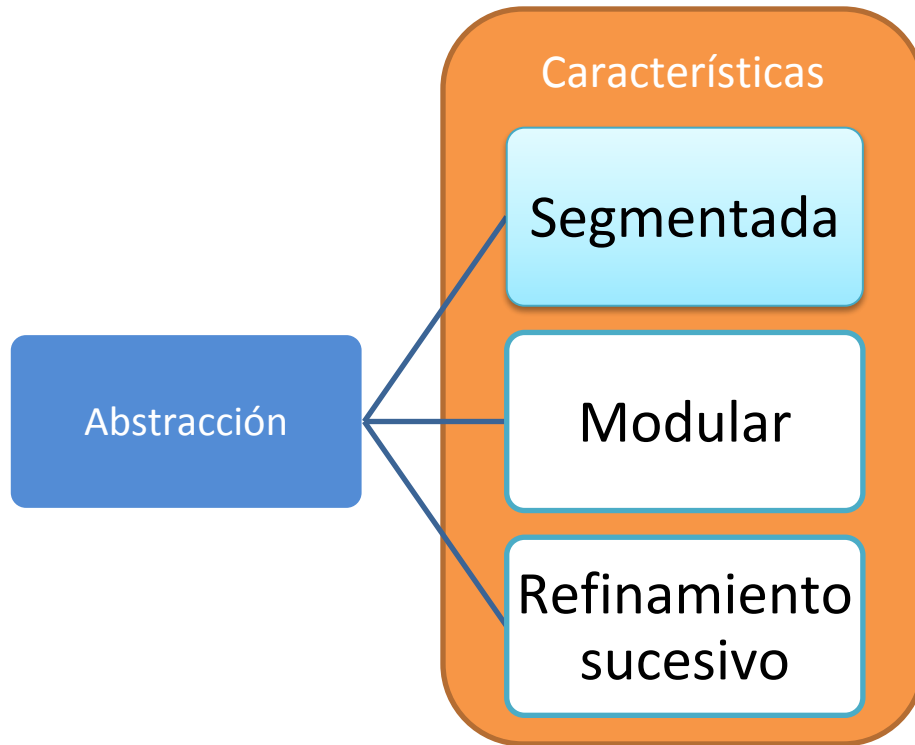 Características
Segmentada
Abstracción
Modular
Refinamiento
sucesivo